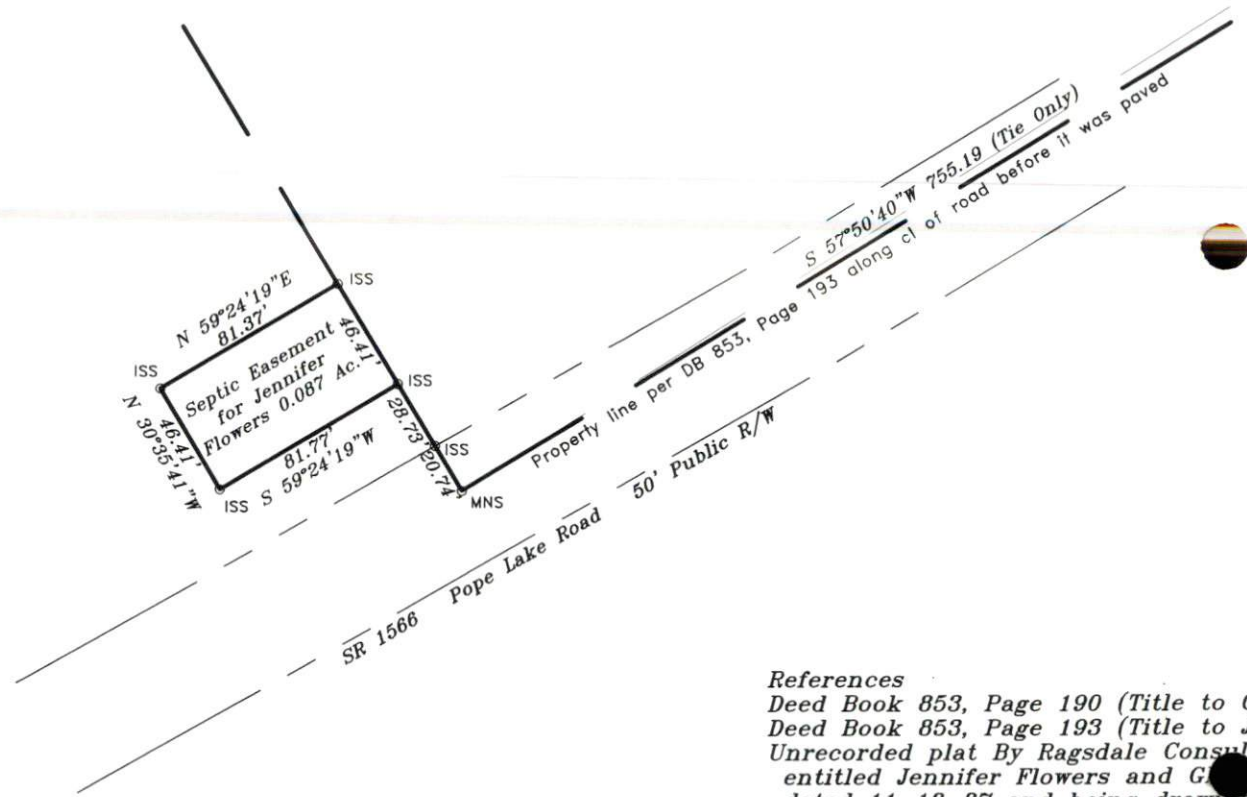 S 57°50'40"W 755.19 (Tie Only)
Property line per DB 853, Page 193 along cl of road before it was paved
ISS
N 59°24'19"E
81.37'
ISS
46.41'
Septic Easement
for Jennifer
Flowers 0.087 Ac.
ISS
N 30°35'41"W
46.41'
81.77'
S 59°24'19"W
ISS
28.73'
ISS
20.74'
MNS
SR 1566 Pope Lake Road 50' Public R/W
References
Deed Book 853, Page 190 (Title to
Deed Book 853, Page 193 (Title to
Unrecorded plat By Ragsdale
entitled Jennifer Flowers and